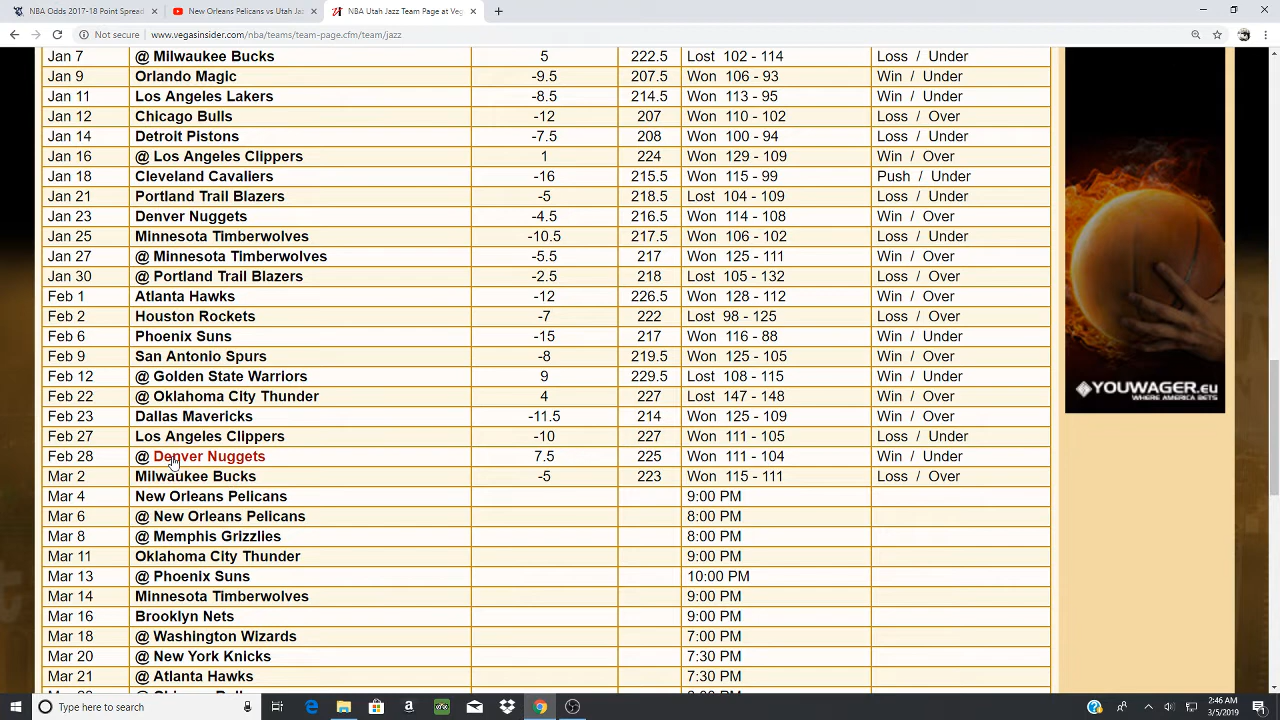 NBA Odds 2017-18 Point Spread
New Orleans Pelicans vs Utah Jaz
NBA Utah Jazz Team Page at Veg
Not secure www.vegasinsider.com/nba/teams/team-page.cfm/team/jazz
Jan 7 @ Milwaukee Bucks 5 222.5 Lost 102 - 114 Loss / Under
Jan 9 Orlando Magic -9.5 207.5 Won 106 - 93 Win / Under
Jan 11 Los Angeles Lakers -8.5 214.5 Won 113 - 95 Win / Under
Jan 12 Chicago Bulls -12 207 Won 110 - 102 Loss / Over
Jan 14 Detroit Pistons -7.5 208 Won 100 - 94 Loss / Under
Jan 16 @ Los Angeles Clippers 1 224 Won 129 - 109 Win / Over
Jan 18 Cleveland Cavaliers -16 215.5 Won 115 - 99 Push / Under
Jan 21 Portland Trail Blazers -5 218.5 Lost 104 - 109 Loss / Under
Jan 23 Denver Nuggets -4.5 216.5 Won 114 - 108 Win / Over
Jan 25 Minnesota Timberwolves -10.5 217.5 Won 106 - 102 Loss / Under
Jan 27 @ Minnesota Timberwolves -5.5 217 Won 125 - 111 Win / Over
Jan 30 @ Portland Trail Blazers -2.5 218 Lost 105 - 132 Loss / Over
Feb 1 Atlanta Hawks -12 226.5 Won 128 - 112 Win / Over
Feb 2 Houston Rockets -7 222 Lost 98 - 125 Loss / Over
Feb 6 Phoenix Suns -15 217 Won 116 - 88 Win / Under
Feb 9 San Antonio Spurs -8 219.5 Won 125 - 105 Win / Over
Feb 12 @ Golden State Warriors 9 229.5 Lost 108 - 115 Win / Under
Feb 22 @ Oklahoma City Thunder 4 227 Lost 147 - 148 Win / Over
Feb 23 Dallas Mavericks -11.5 214 Won 125 - 109 Win / Over
Feb 27 Los Angeles Clippers -10 227 Won 111 - 105 Loss / Under
Feb 28 @ Denver Nuggets 7.5 225 Won 111 - 104 Win / Under
Mar 2 Milwaukee Bucks -5 223 Won 115 - 111 Loss / Over
Mar 4 New Orleans Pelicans 9:00 PM
Mar 6 @ New Orleans Pelicans 8:00 PM
Mar 8 @ Memphis Grizzlies 8:00 PM
Mar 11 Oklahoma City Thunder 9:00 PM
Mar 13 @ Phoenix Suns 10:00 PM
Mar 14 Minnesota Timberwolves 9:00 PM
Mar 16 Brooklyn Nets 9:00 PM
Mar 18 @ Washington Wizards 7:00 PM
Mar 20 @ New York Knicks 7:30 PM
Mar 21 @ Atlanta Hawks 7:30 PM
YOUWAGER.eu
WHERE AMERICA BETS
Type here to search
2:46 AM
3/5/2019